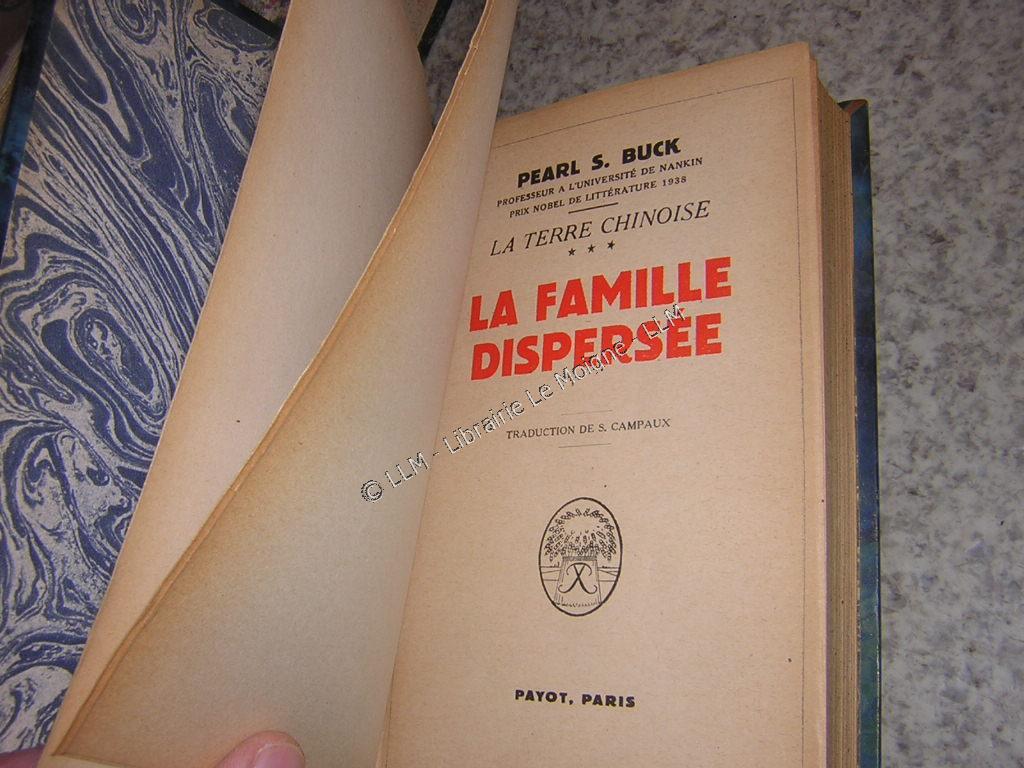 PEARL S. BUCK
PROFESSEUR A L'UNIVERSITÉ DE NANKIN
PRIX NOBEL DE LITTÉRATURE 1938
LA TERRE CHINOISE
★ ★ ★
LA FAMILLE
DISPERSÉE
© LLM - Librairie Le Moíne - LLM
TRADUCTION DE S. CAMPAUX
PAYOT, PARIS